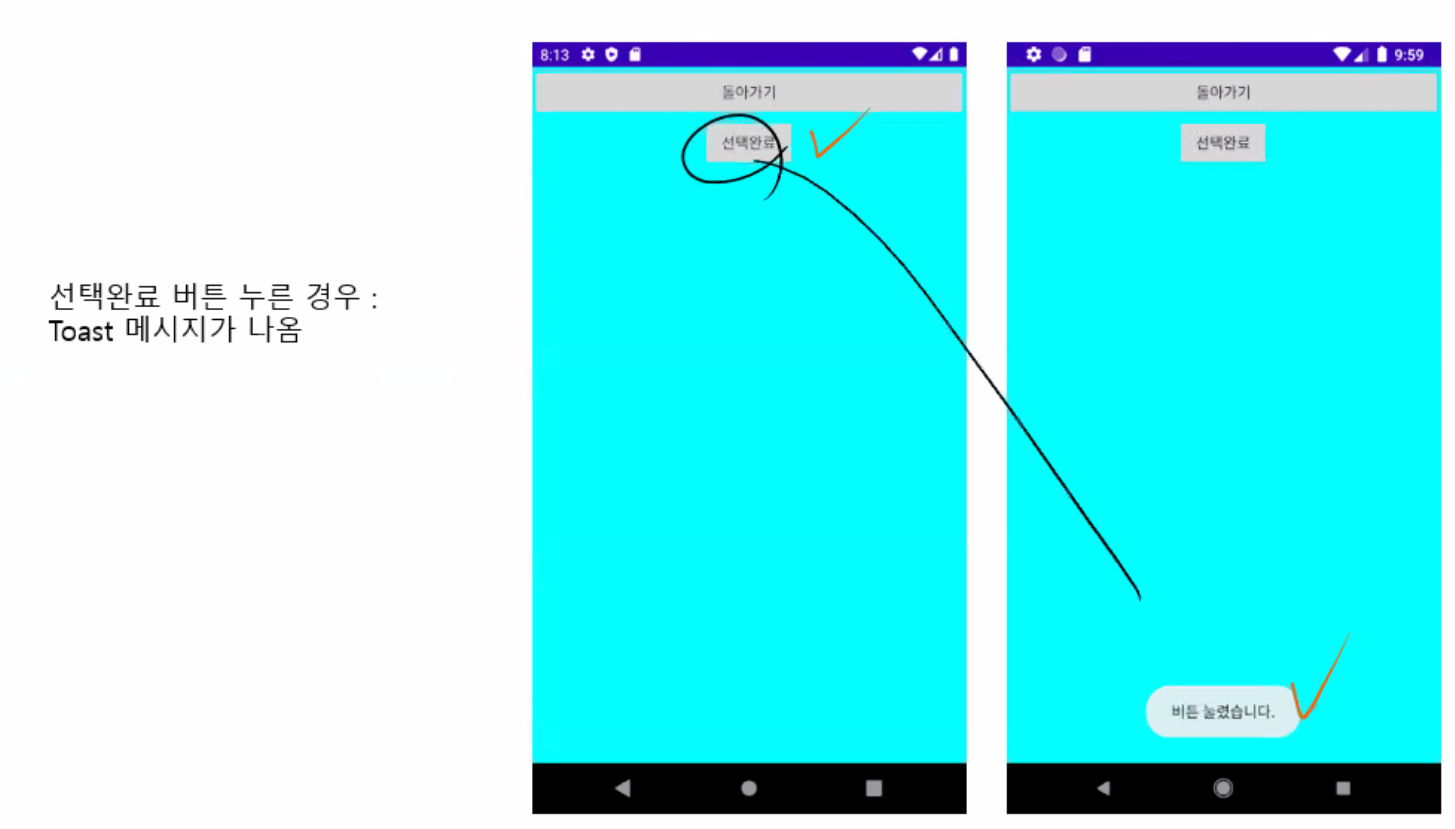 선택완료 버튼 누른 경우 :
Toast 메시지가 나옴
8:13
돌아가기
선택완료
9:59
돌아가기
선택완료
버튼 눌렸습니다.